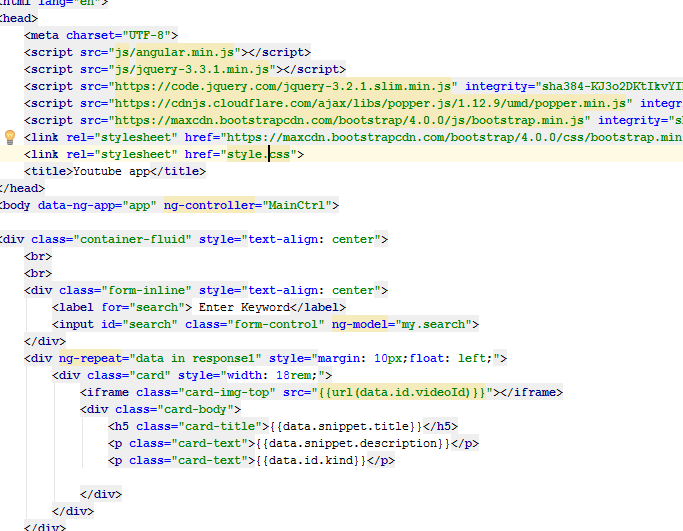 <html lang="en">
<head>
<meta charset="UTF-8">
<script src="js/angular.min.js"></script>
<script src="js/jquery-3.3.1.min.js"></script>
<script src="https://code.jquery.com/jquery-3.2.1.slim.min.js" integrity="sha384-KJ3o2DKtIkvYI
<script src="https://cdnjs.cloudflare.com/ajax/libs/popper.js/1.12.9/umd/popper.min.js" integ
<script src="https://maxcdn.bootstrapcdn.com/bootstrap/4.0.0/js/bootstrap.min.js" integrity="s
<link rel="stylesheet" href="https://maxcdn.bootstrapcdn.com/bootstrap/4.0.0/css/bootstrap.min
<link rel="stylesheet" href="style.css">
<title>Youtube app</title>
</head>
<body data-ng-app="app" ng-controller="MainCtrl">
<div class="container-fluid" style="text-align: center">
<br>
<br>
<div class="form-inline" style="text-align: center">
<label for="search"> Enter Keyword</label>
<input id="search" class="form-control" ng-model="my.search">
</div>
<div ng-repeat="data in response1" style="margin: 10px;float: left;">
<div class="card" style="width: 18rem;">
<iframe class="card-img-top" src="{{url(data.id.videoId)}}"></iframe>
<div class="card-body">
<h5 class="card-title">{{data.snippet.title}}</h5>
<p class="card-text">{{data.snippet.description}}</p>
<p class="card-text">{{data.id.kind}}</p>
</div>
</div>
</div>